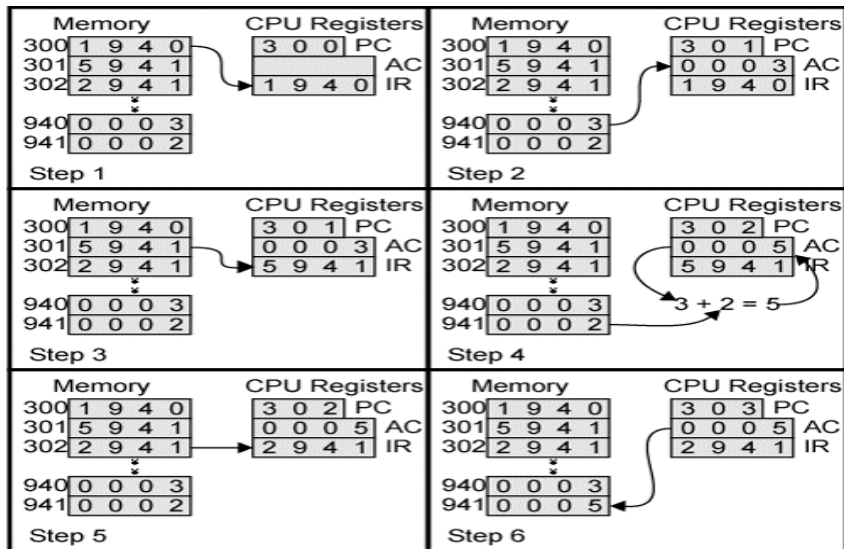 Memory CPU Registers
300 1 9 4 0 3 0 0 PC
301 5 9 4 1 AC
302 2 9 4 1 1 9 4 0 IR
940 0 0 0 3
941 0 0 0 2
Step 1
Memory CPU Registers
300 1 9 4 0 3 0 1 PC
301 5 9 4 1 0 0 0 3 AC
302 2 9 4 1 1 9 4 0 IR
940 0 0 0 3
941 0 0 0 2
Step 2
Memory CPU Registers
300 1 9 4 0 3 0 1 PC
301 5 9 4 1 0 0 0 3 AC
302 2 9 4 1 5 9 4 1 IR
940 0 0 0 3
941 0 0 0 2
Step 3
Memory CPU Registers
300 1 9 4 0 3 0 2 PC
301 5 9 4 1 0 0 0 5 AC
302 2 9 4 1 5 9 4 1 IR
940 0 0 0 3 3 + 2 = 5
941 0 0 0 2
Step 4
Memory CPU Registers
300 1 9 4 0 3 0 2 PC
301 5 9 4 1 0 0 0 5 AC
302 2 9 4 1 2 9 4 1 IR
940 0 0 0 3
941 0 0 0 2
Step 5
Memory CPU Registers
300 1 9 4 0 3 0 3 PC
301 5 9 4 1 0 0 0 5 AC
302 2 9 4 1 2 9 4 1 IR
940 0 0 0 3
941 0 0 0 5
Step 6